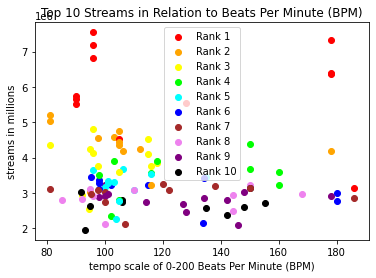 Top 10 Streams in Relation to Beats Per Minute (BPM)
1e6
7
6
5
4
3
2
streams in millions
Rank 1
Rank 2
Rank 3
Rank 4
Rank 5
Rank 6
Rank 7
Rank 8
Rank 9
Rank 10
80 100 120 140 160 180
tempo scale of 0-200 Beats Per Minute (BPM)